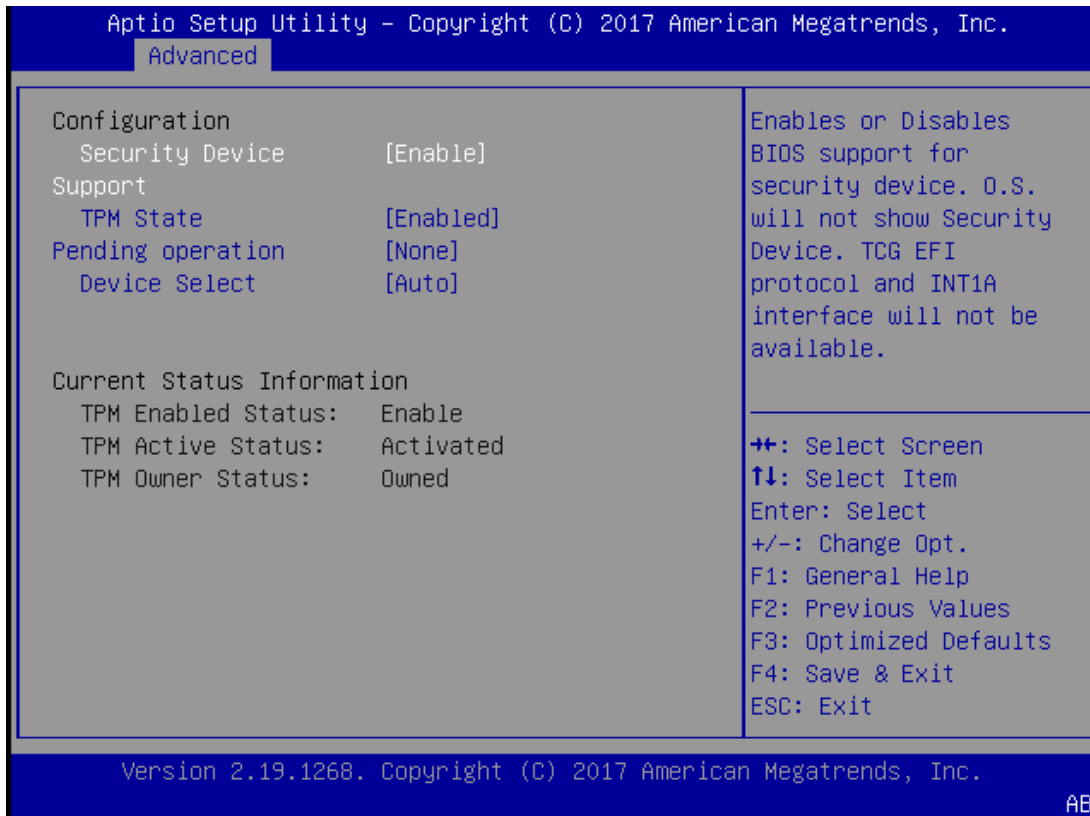 Aptio Setup Utility – Copyright (C) 2017 American Megatrends, Inc.
Advanced
Configuration
Security Device [Enable]
Support
TPM State [Enabled]
Pending operation [None]
Device Select [Auto]
Current Status Information
TPM Enabled Status: Enable
TPM Active Status: Activated
TPM Owner Status: Owned
Enables or Disables
BIOS support for
security device. O.S.
will not show Security
Device. TCG EFI
protocol and INT1A
interface will not be
available.
→←: Select Screen
↑↓: Select Item
Enter: Select
+/-: Change Opt.
F1: General Help
F2: Previous Values
F3: Optimized Defaults
F4: Save & Exit
ESC: Exit
Version 2.19.1268. Copyright (C) 2017 American Megatrends, Inc.
AB